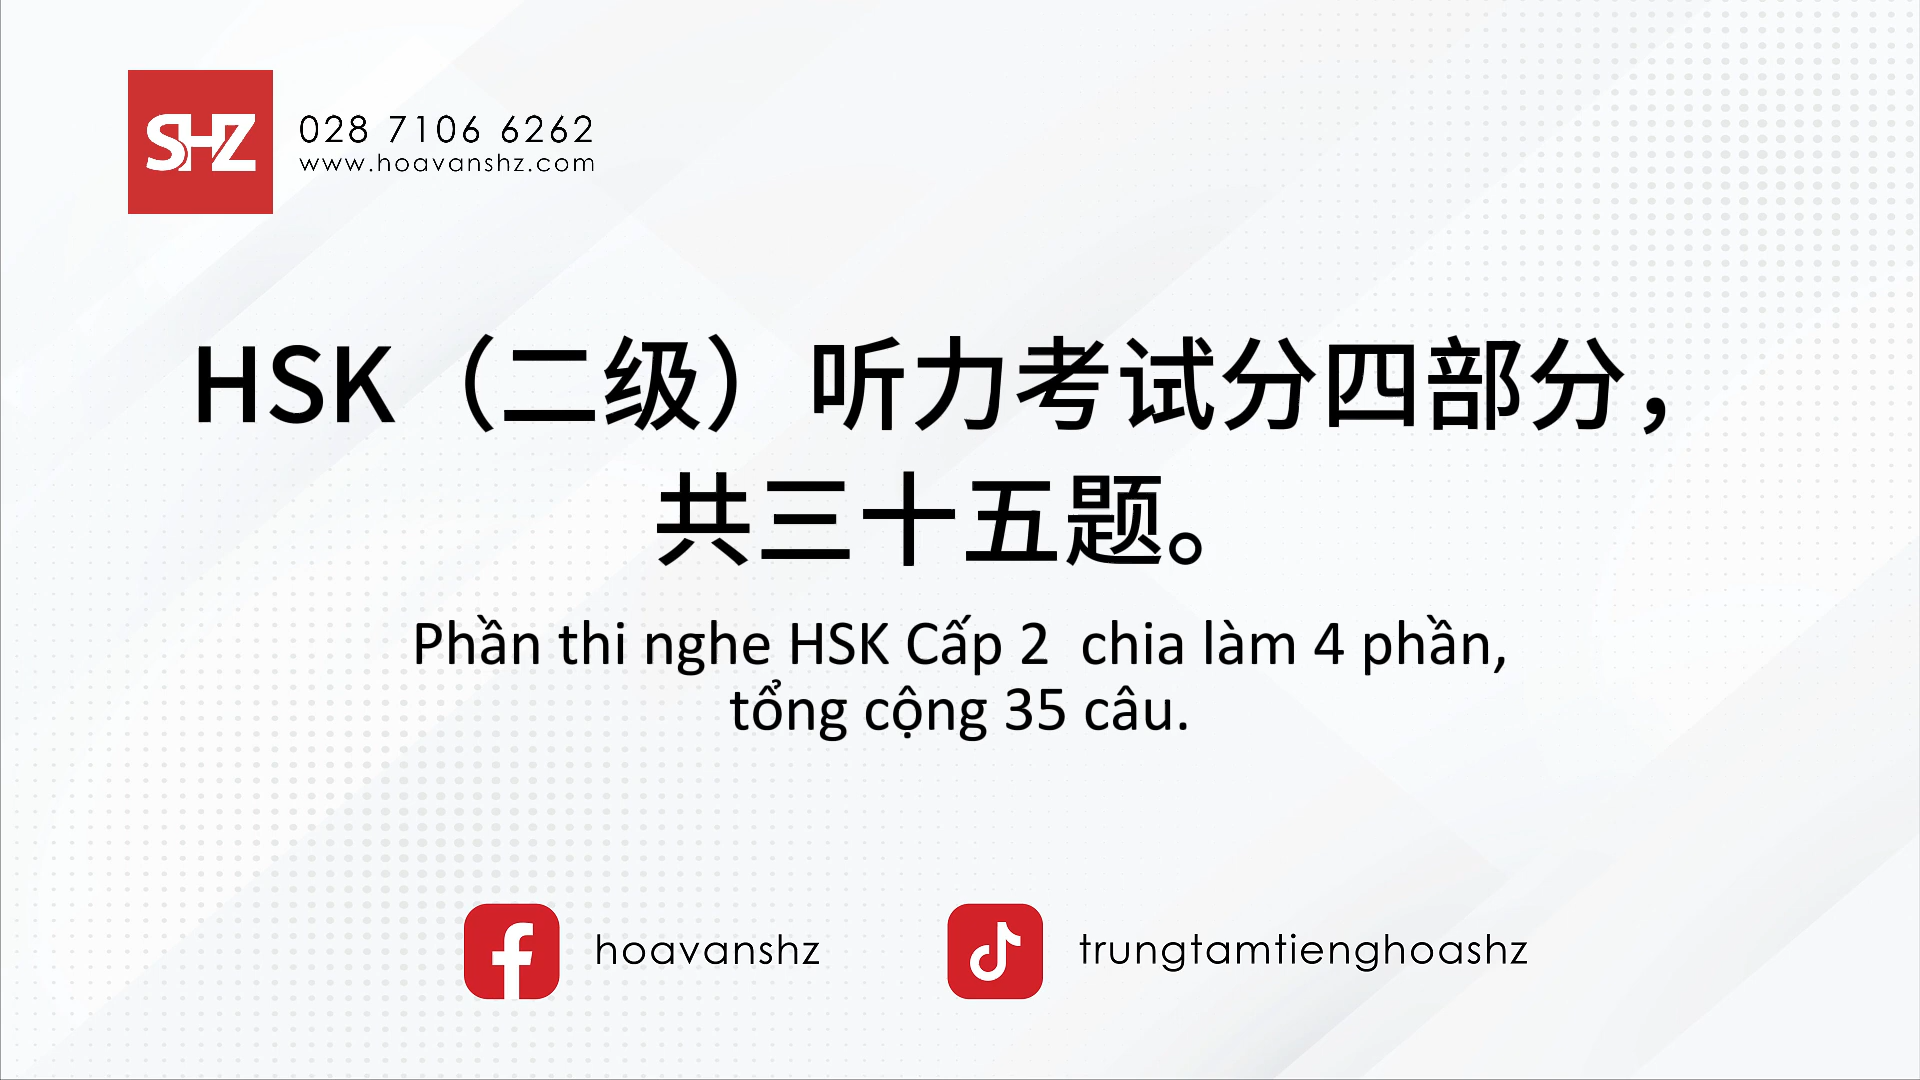 SHZ
028 7106 6262
www.hoavanshz.com
HSK（二级）听力考试分四部分，
共三十五题。
Phần thi nghe HSK Cấp 2  chia làm 4 phần,
tổng cộng 35 câu.
hoavanshz
trungtamtienghoashz